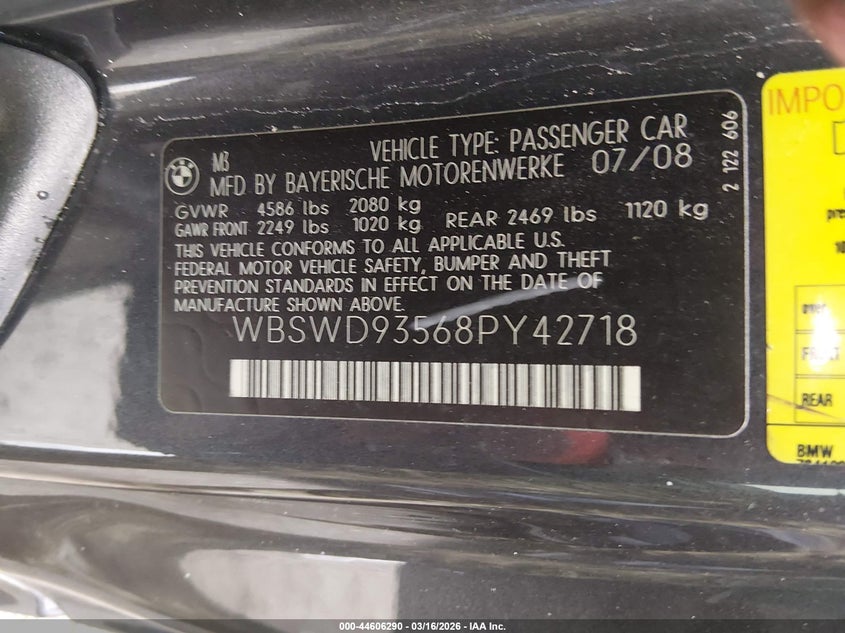 BMW
M3
VEHICLE TYPE: PASSENGER CAR
MFD BY BAYERISCHE MOTORENWERKE 07/08
GVWR 4586 lbs 2080 kg
GAWR FRONT 2249 lbs 1020 kg REAR 2469 lbs 1120 kg
THIS VEHICLE CONFORMS TO ALL APPLICABLE U.S.
FEDERAL MOTOR VEHICLE SAFETY, BUMPER AND THEFT
PREVENTION STANDARDS IN EFFECT ON THE DATE OF
MANUFACTURE SHOWN ABOVE.
WBSWD93568PY42718
2 122 606
IMPO
REAR
BMW
000-44606290 - 03/16/2026 - IAA Inc.